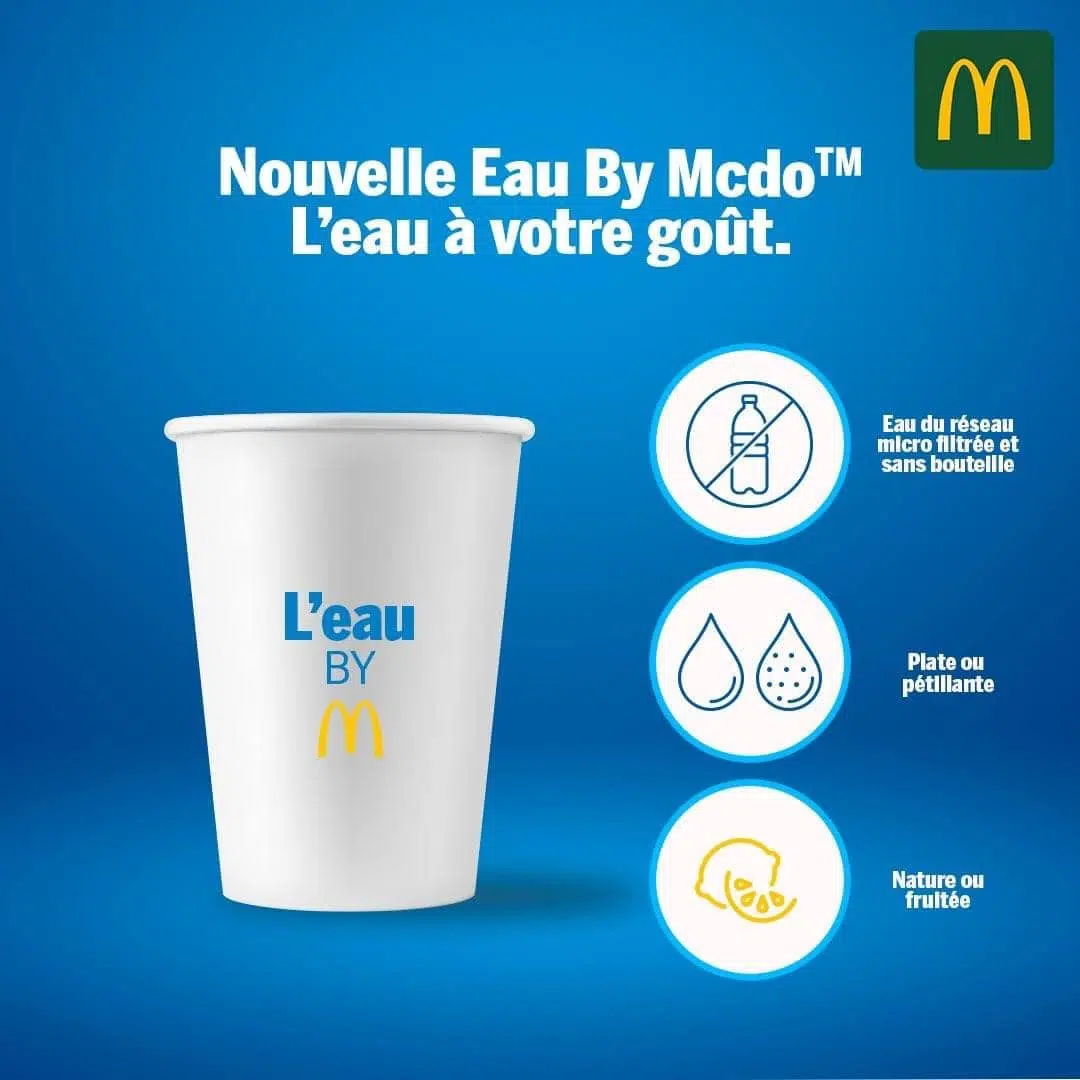 Nouvelle Eau By Mcdo™
L'eau à votre goût.
Eau du réseau
micro filtrée et
sans bouteille
L'eau
BY
Plate ou
pétillante
Nature ou
fruitée